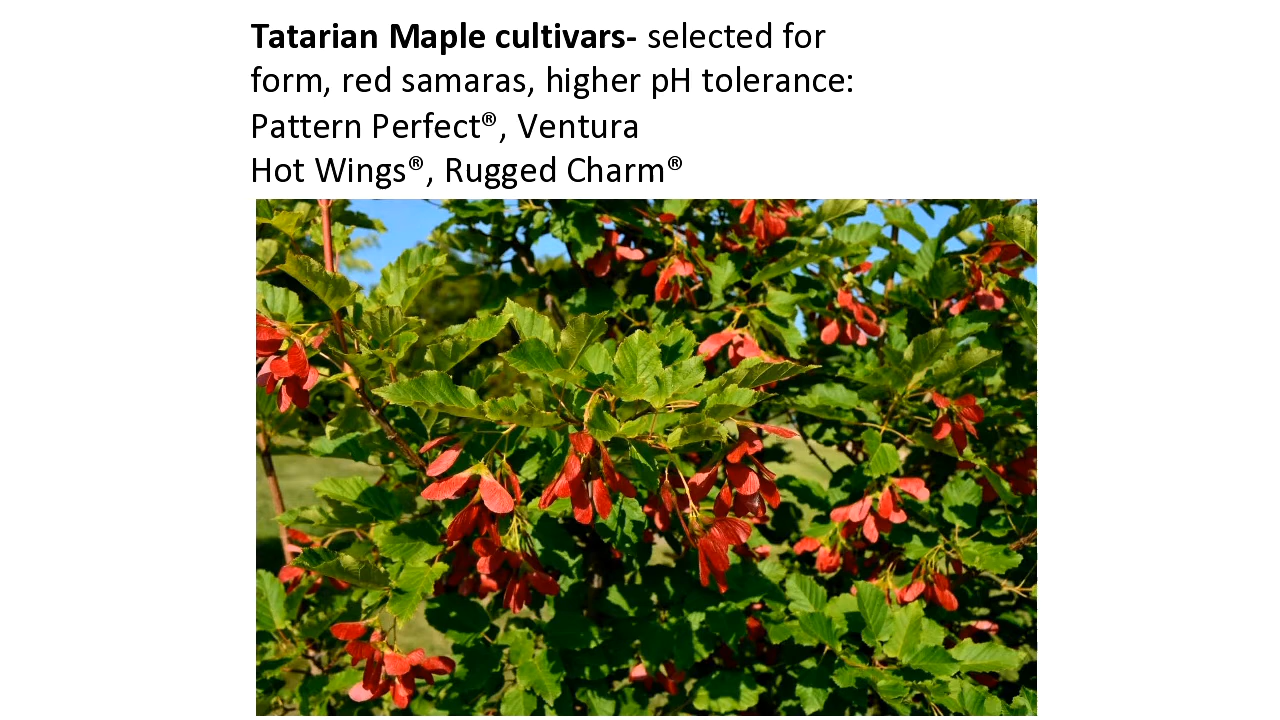 Tatarian Maple cultivars- selected for
form, red samaras, higher pH tolerance:
Pattern Perfect®, Ventura
Hot Wings®, Rugged Charm®